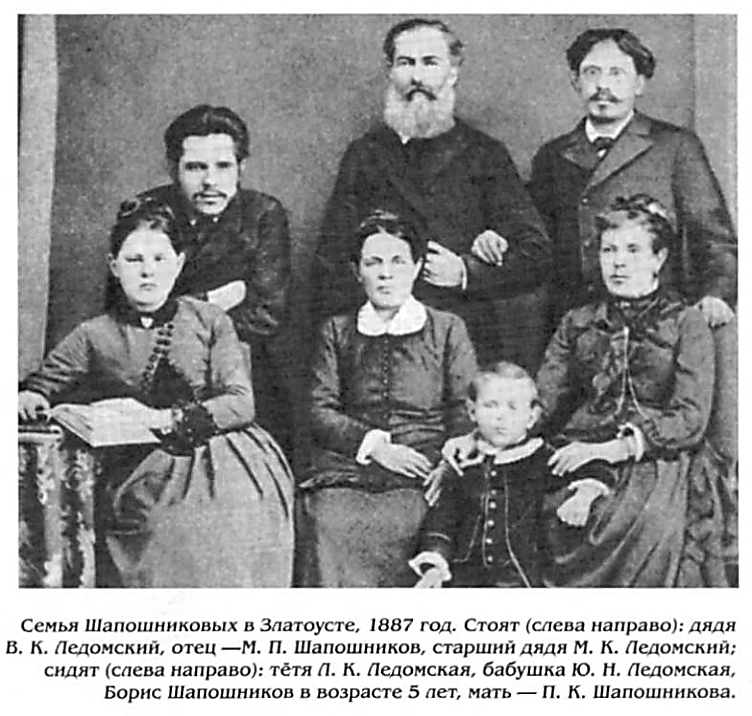 Семья Шапошниковых в Златоусте, 1887 год. Стоят (слева направо): дядя
В. К. Ледомский, отец —М. П. Шапошников, старший дядя М. К. Ледомский;
сидят (слева направо): тётя Л. К. Ледомская, бабушка Ю. Н. Ледомская,
Борис Шапошников в возрасте 5 лет, мать — П. К. Шапошникова.